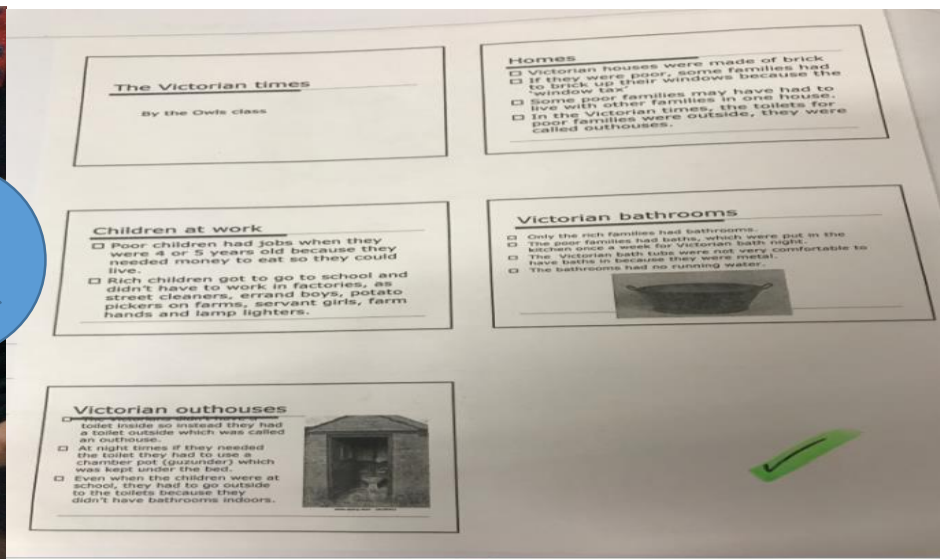 The Victorian times
By the Owls class
Homes
Victorian houses were made of brick
If they were poor, some families had
to brick up their windows because the
'window tax'
Some poor families may have had to
live with other families in one house.
In the Victorian times, the toilets for
poor families were outside, they were
called outhouses.
Children at work
Poor children had jobs when they
were 4 or 5 years old because they
needed money to eat so they could
live.
Rich children got to go to school and
didn't have to work in factories, as
street cleaners, errand boys, potato
pickers on farms, servant girls, farm
hands and lamp lighters.
Victorian bathrooms
Only the rich families had bathrooms.
The poor families had baths, which were put in the
kitchen once a week for Victorian bath night.
The Victorian bath tubs were not very comfortable to
have baths in because they were metal.
The bathrooms had no running water.
Victorian outhouses
The Victorians didn't have a
toilet inside so instead they had
a toilet outside which was called
an outhouse.
At night times if they needed
the toilet they had to use a
chamber pot (guzunder) which
was kept under the bed.
Even when the children were at
school, they had to go outside
to the toilets because they
didn't have bathrooms indoors.